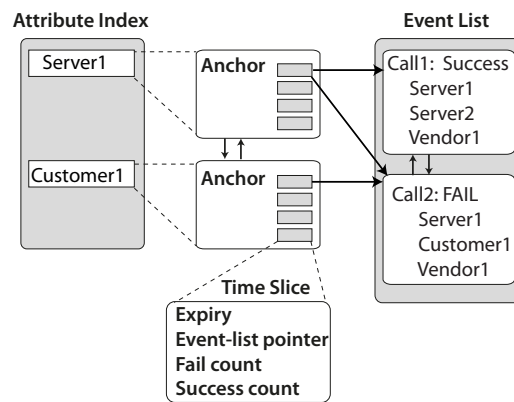 Attribute Index
Event List
Server1
Anchor
Call1: Success
Server1
Server2
Vendor1
Customer1
Anchor
Call2: FAIL
Server1
Customer1
Vendor1
Time Slice
Expiry
Event-list pointer
Fail count
Success count